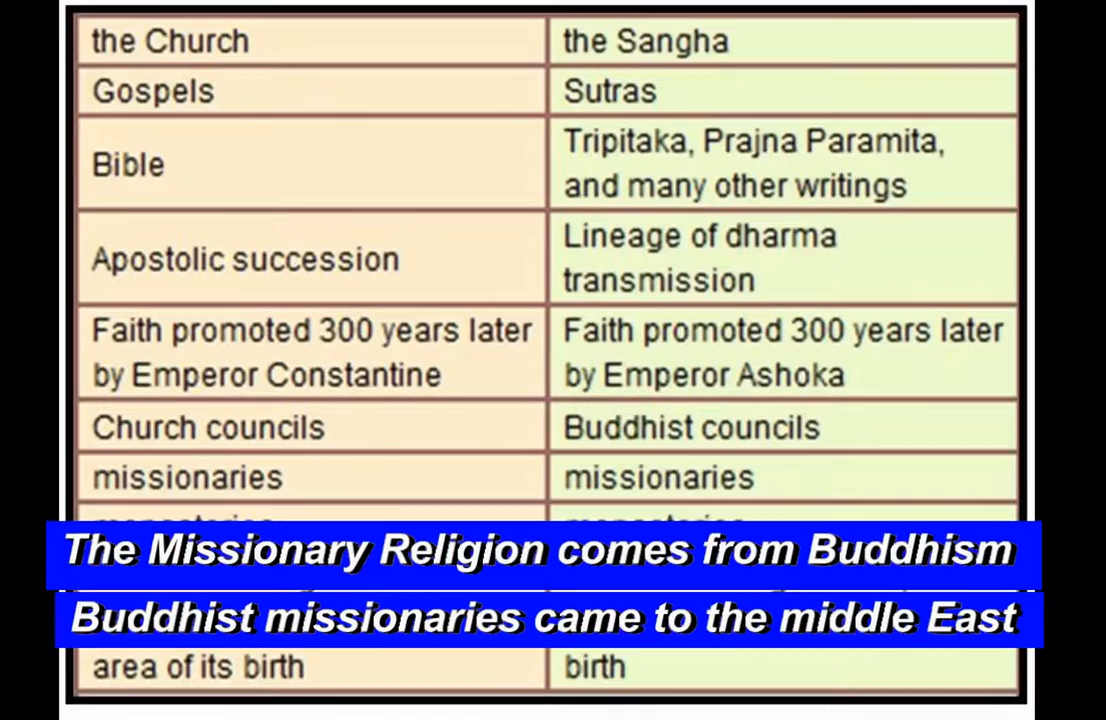 the Church
the Sangha
Gospels
Sutras
Bible
Tripitaka, Prajna Paramita,
and many other writings
Apostolic succession
Lineage of dharma
transmission
Faith promoted 300 years later
by Emperor Constantine
Faith promoted 300 years later
by Emperor Ashoka
Church councils
Buddhist councils
missionaries
missionaries
The Missionary Religion comes from Buddhism
Buddhist missionaries came to the middle East
area of its birth
birth